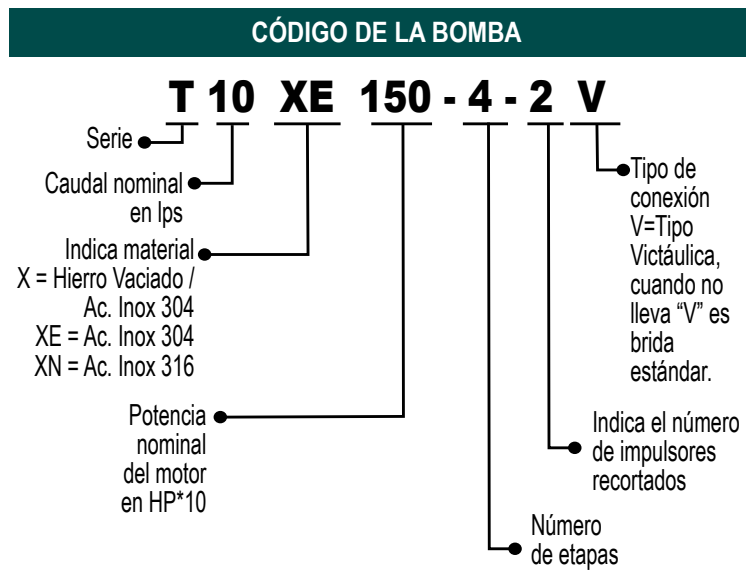 CÓDIGO DE LA BOMBA
T 10 XE 150 - 4 - 2 V
Serie
Caudal nominal
en lps
Indica material
X = Hierro Vaciado /
Ac. Inox 304
XE = Ac. Inox 304
XN = Ac. Inox 316
Potencia
nominal
del motor
en HP*10
Tipo de
conexión
V=Tipo
Victáulica,
cuando no
lleva “V” es
brida
estándar.
Indica el número
de impulsores
recortados
Número
de etapas